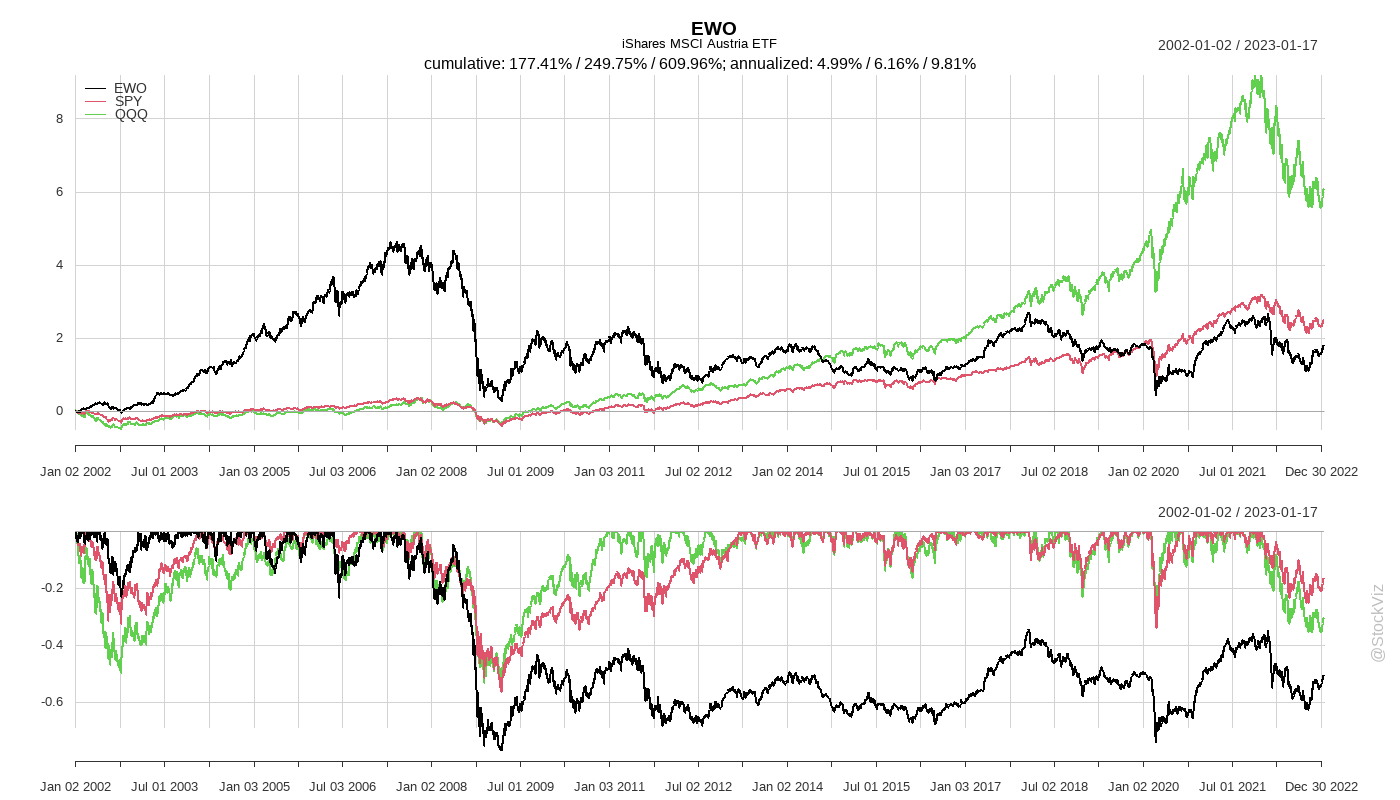 EWO
iShares MSCI Austria ETF
2002-01-02 / 2023-01-17
cumulative: 177.41% / 249.75% / 609.96%; annualized: 4.99% / 6.16% / 9.81%
EWO
SPY
QQQ
8
6
4
2
0
Jan 02 2002 Jul 01 2003 Jan 03 2005 Jul 03 2006 Jan 02 2008 Jul 01 2009 Jan 03 2011 Jul 02 2012 Jan 02 2014 Jul 01 2015 Jan 03 2017 Jul 02 2018 Jan 02 2020 Jul 01 2021 Dec 30 2022
2002-01-02 / 2023-01-17
-0.2
-0.4
-0.6
Jan 02 2002 Jul 01 2003 Jan 03 2005 Jul 03 2006 Jan 02 2008 Jul 01 2009 Jan 03 2011 Jul 02 2012 Jan 02 2014 Jul 01 2015 Jan 03 2017 Jul 02 2018 Jan 02 2020 Jul 01 2021 Dec 30 2022
@StockViz